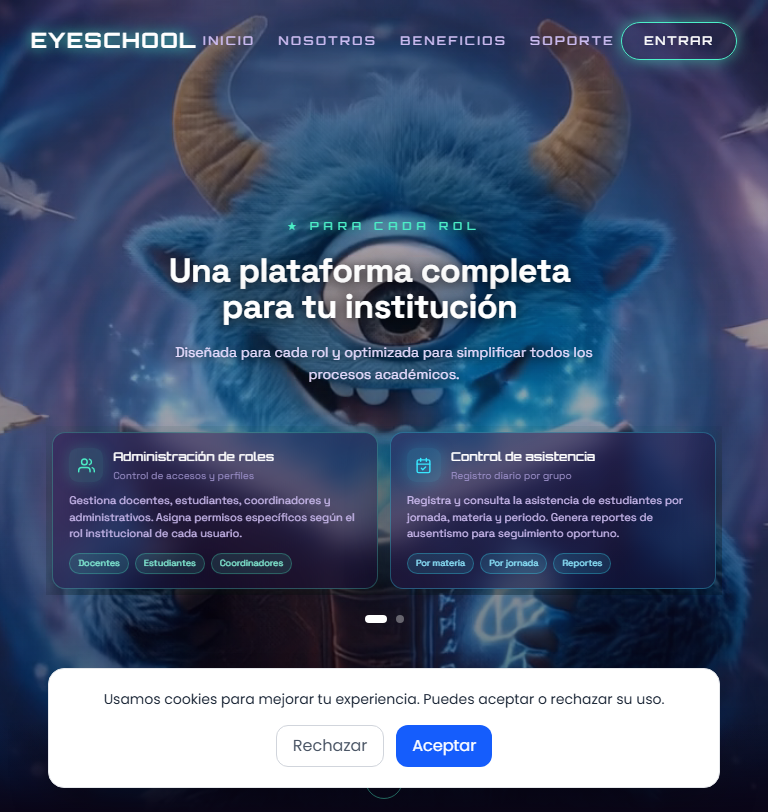 EYESCHOOL INICIO NOSOTROS BENEFICIOS SOPORTE ENTRAR
★ PARA CADA ROL
Una plataforma completa
para tu institución
Diseñada para cada rol y optimizada para simplificar todos los
procesos académicos.
Administración de roles
Control de accesos y perfiles
Gestiona docentes, estudiantes, coordinadores y
administrativos. Asigna permisos específicos según el
rol institucional de cada usuario.
Docentes Estudiantes Coordinadores
Control de asistencia
Registro diario por grupo
Registra y consulta la asistencia de estudiantes por
jornada, materia y periodo. Genera reportes de
ausentismo para seguimiento oportuno.
Por materia Por jornada Reportes
Usamos cookies para mejorar tu experiencia. Puedes aceptar o rechazar su uso.
Rechazar Aceptar